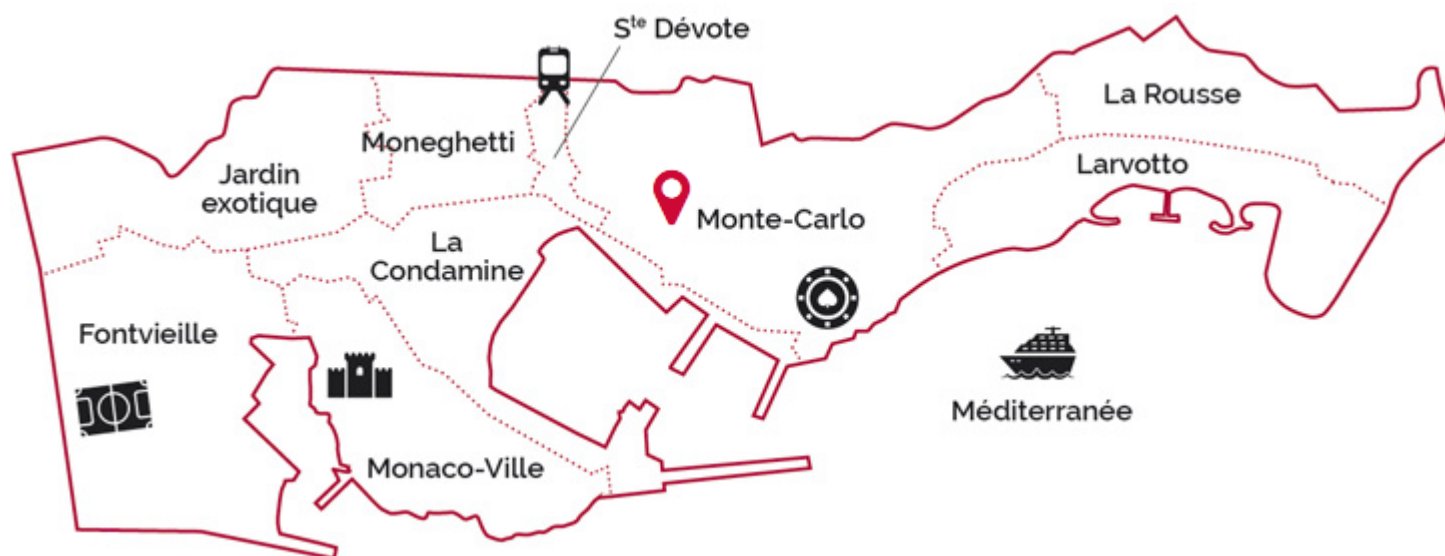 Sᵗᵉ Dévote
La Rousse
Moneghetti
Larvotto
Jardin
exotique
Monte-Carlo
La
Condamine
Fontvieille
Méditerranée
Monaco-Ville